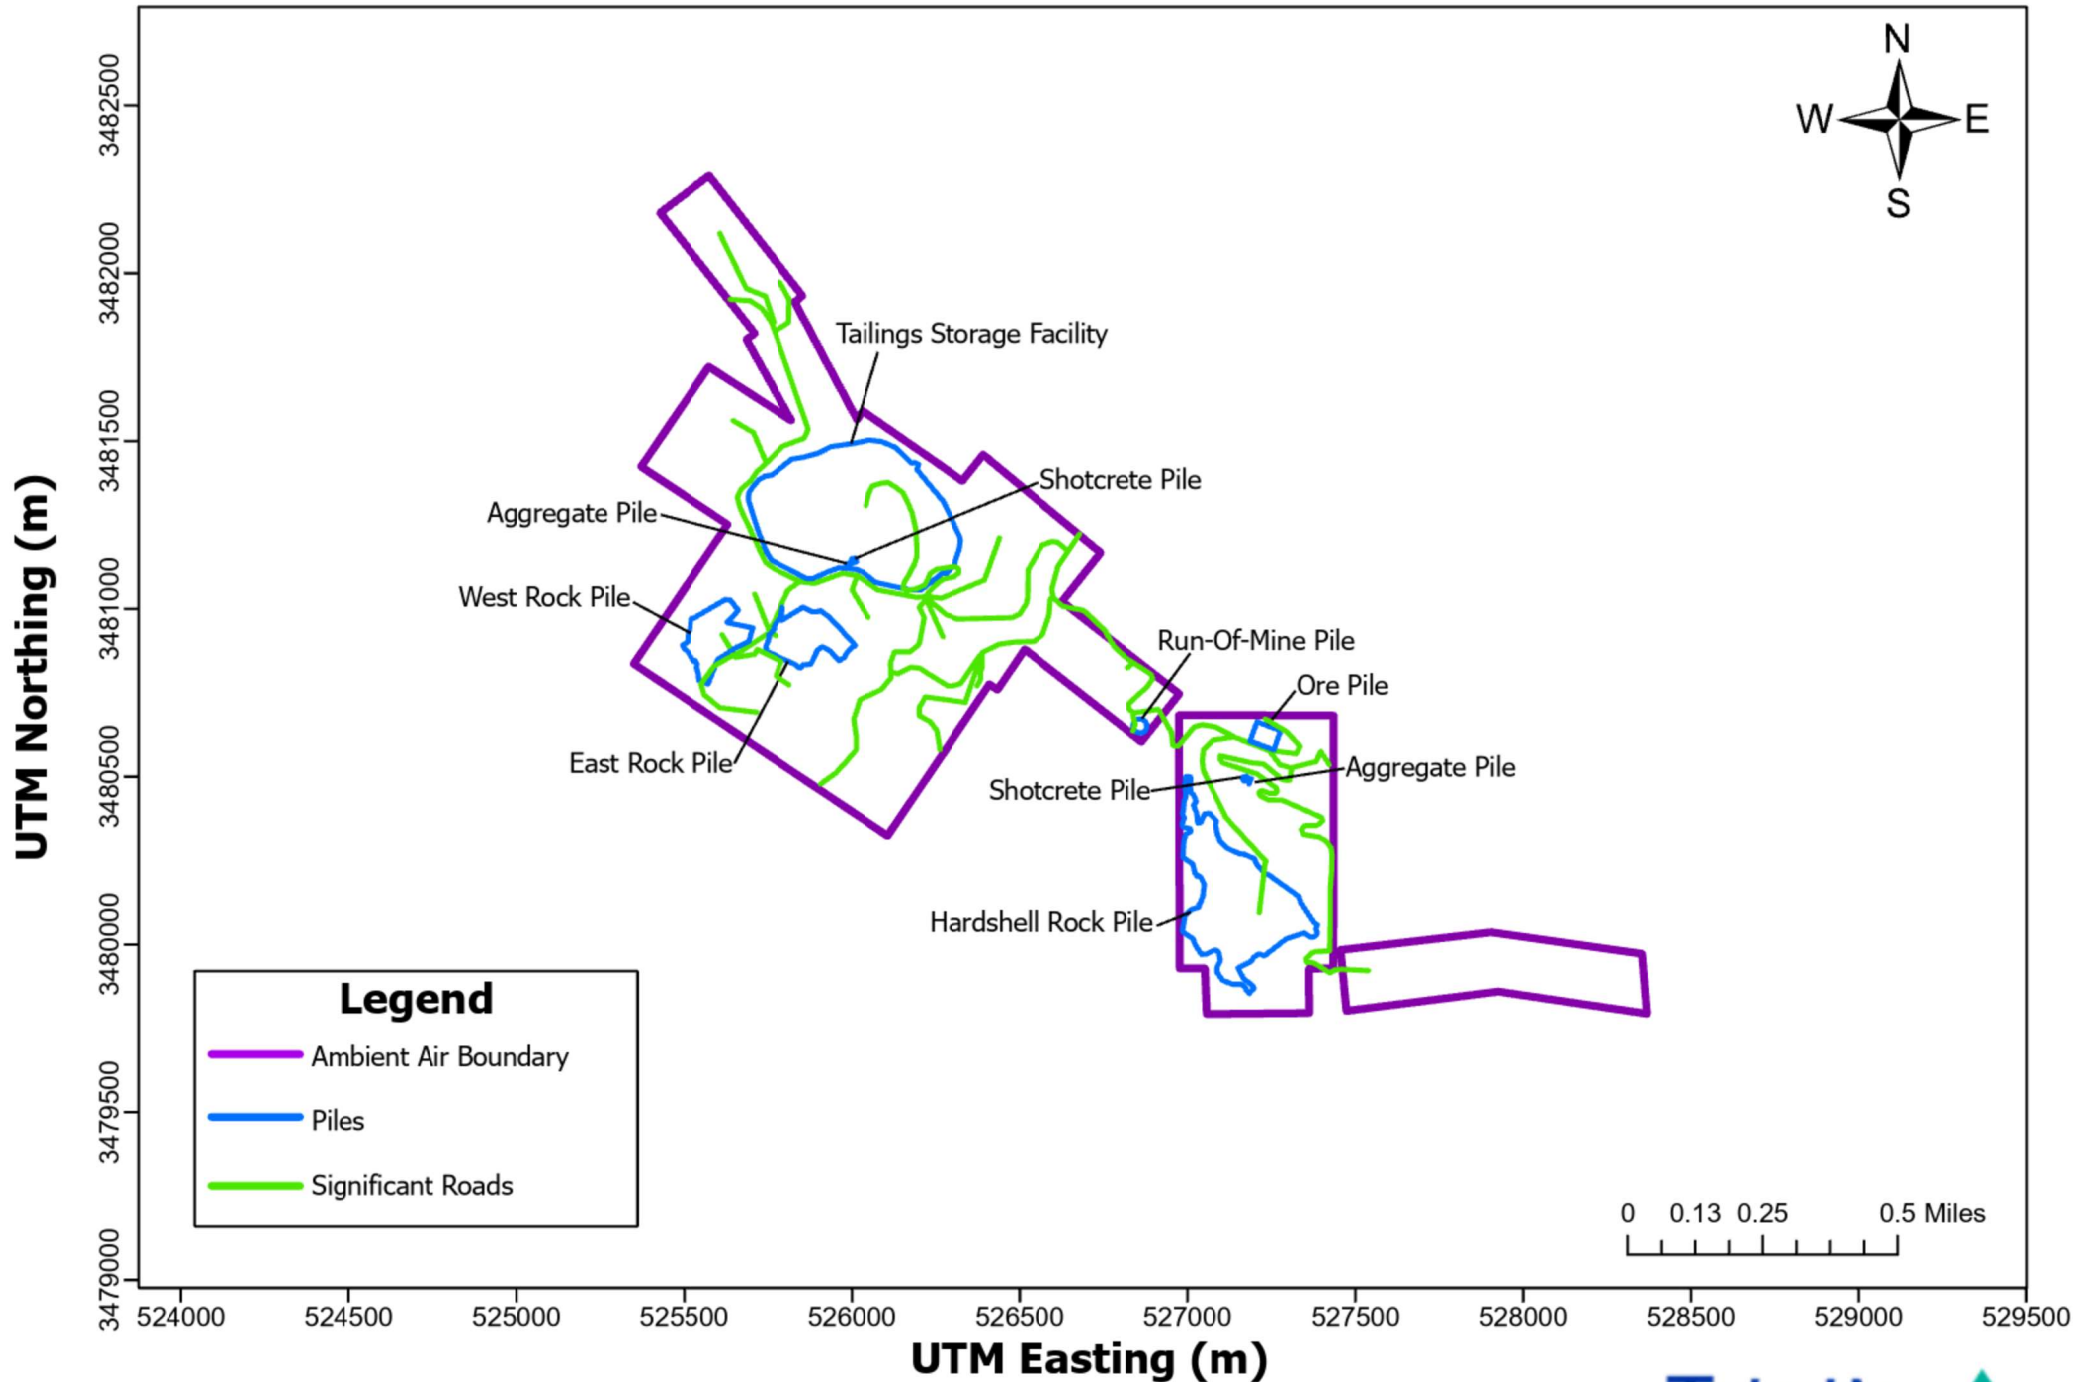 N
W E
S
3482500
3482000
3481500
3481000
3480500
3480000
3479500
3479000
UTM Northing (m)
Tailings Storage Facility
Shotcrete Pile
Aggregate Pile
West Rock Pile
Run-Of-Mine Pile
Ore Pile
East Rock Pile
Aggregate Pile
Shotcrete Pile
Hardshell Rock Pile
Legend
Ambient Air Boundary
Piles
Significant Roads
0 0.13 0.25 0.5 Miles
524000 524500 525000 525500 526000 526500 527000 527500 528000 528500 529000 529500
UTM Easting (m)